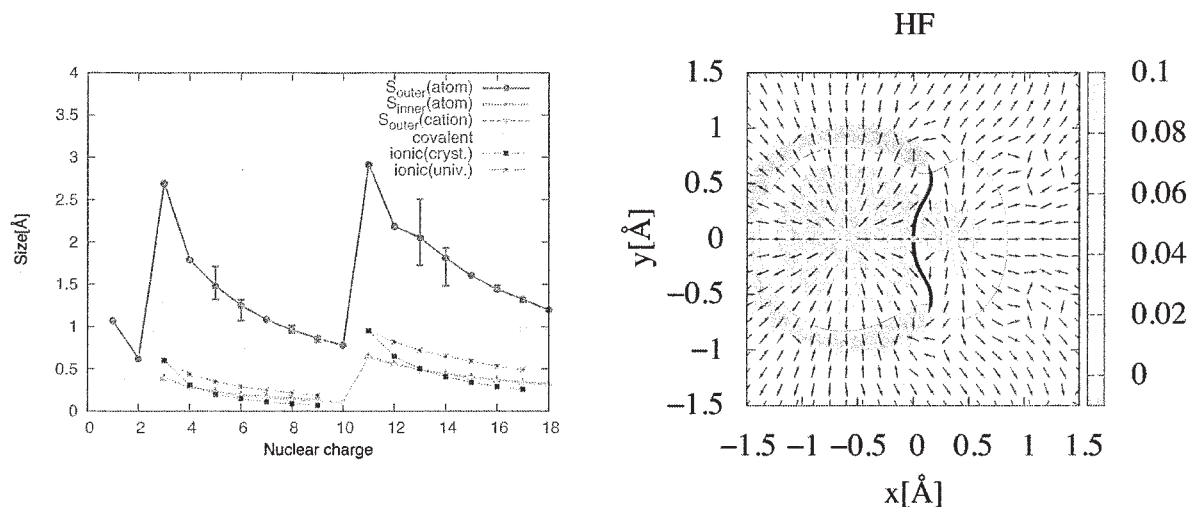 4
3.5
3
2.5
2
1.5
1
0.5
0
Size[Å]
0 2 4 6 8 10 12 14 16 18
Nuclear charge
S_outer(atom)
S_inner(atom)
S_outer(cation)
covalent
ionic(cryst.)
ionic(univ.)
HF
1.5
1
0.5
0
−0.5
−1
−1.5
y[Å]
−1.5 −1 −0.5 0 0.5 1 1.5
x[Å]
0.1
0.08
0.06
0.04
0.02
0